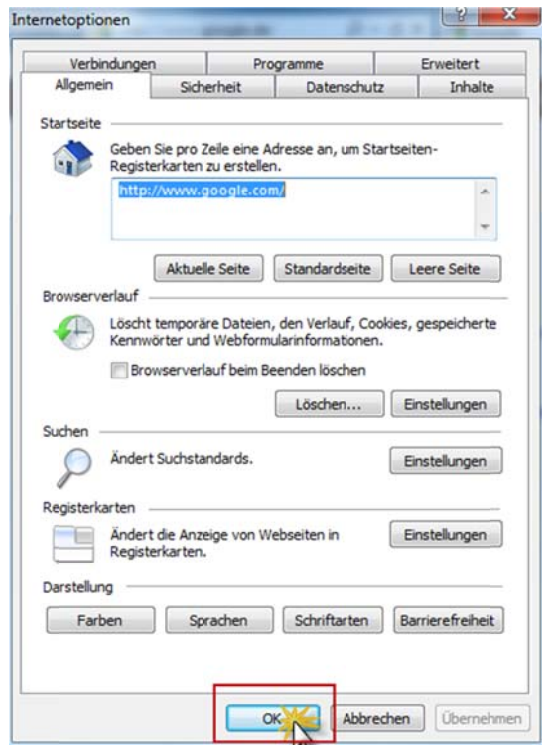 Internetoptionen
Verbindungen Programme Erweitert
Allgemein Sicherheit Datenschutz Inhalte
Startseite
Geben Sie pro Zeile eine Adresse an, um Startseiten-
Registerkarten zu erstellen.
http://www.google.com/
Aktuelle Seite Standardseite Leere Seite
Browserverlauf
Löscht temporäre Dateien, den Verlauf, Cookies, gespeicherte
Kennwörter und Webformularinformationen.
Browserverlauf beim Beenden löschen
Löschen... Einstellungen
Suchen
Ändert Suchstandards.
Einstellungen
Registerkarten
Ändert die Anzeige von Webseiten in
Registerkarten.
Einstellungen
Darstellung
Farben Sprachen Schriftarten Barrierefreiheit
OK Abbrechen Übernehmen